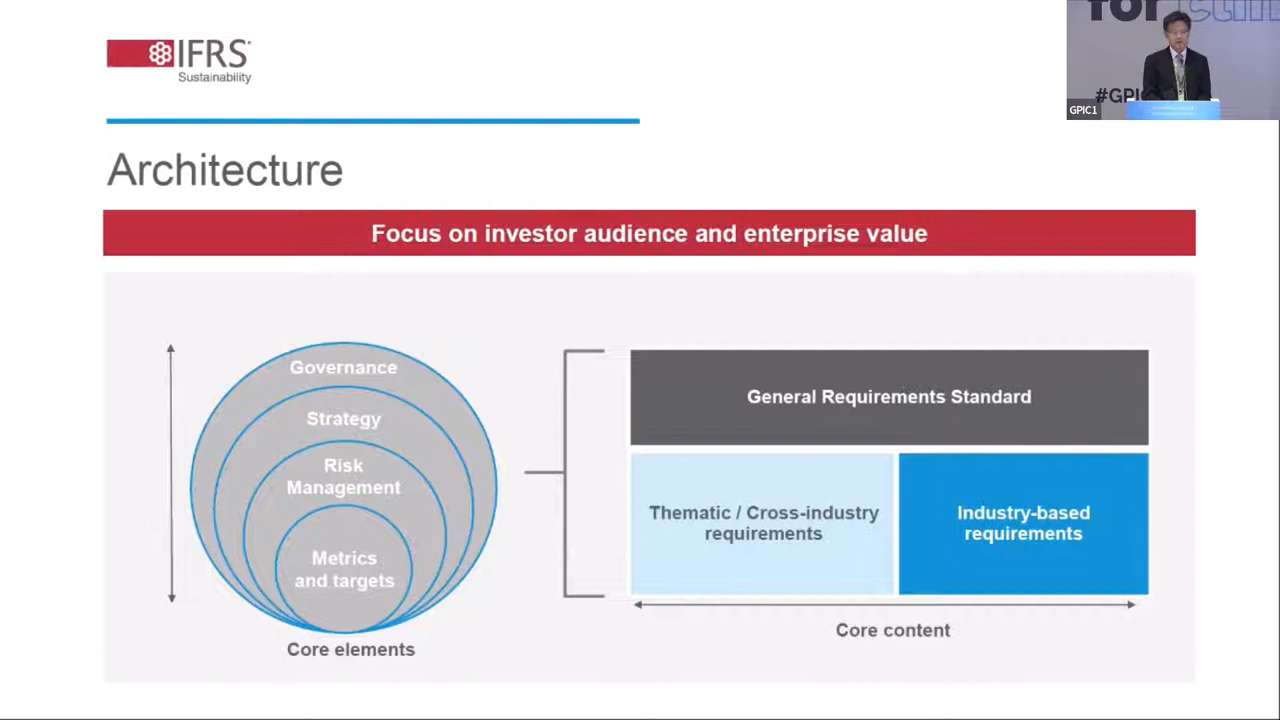 IFRS
Sustainability
for
#GPIC
GPIC1
Architecture
Focus on investor audience and enterprise value
Governance
Strategy
Risk
Management
Metrics
and targets
Core elements
General Requirements Standard
Thematic / Cross-industry
requirements
Industry-based
requirements
Core content